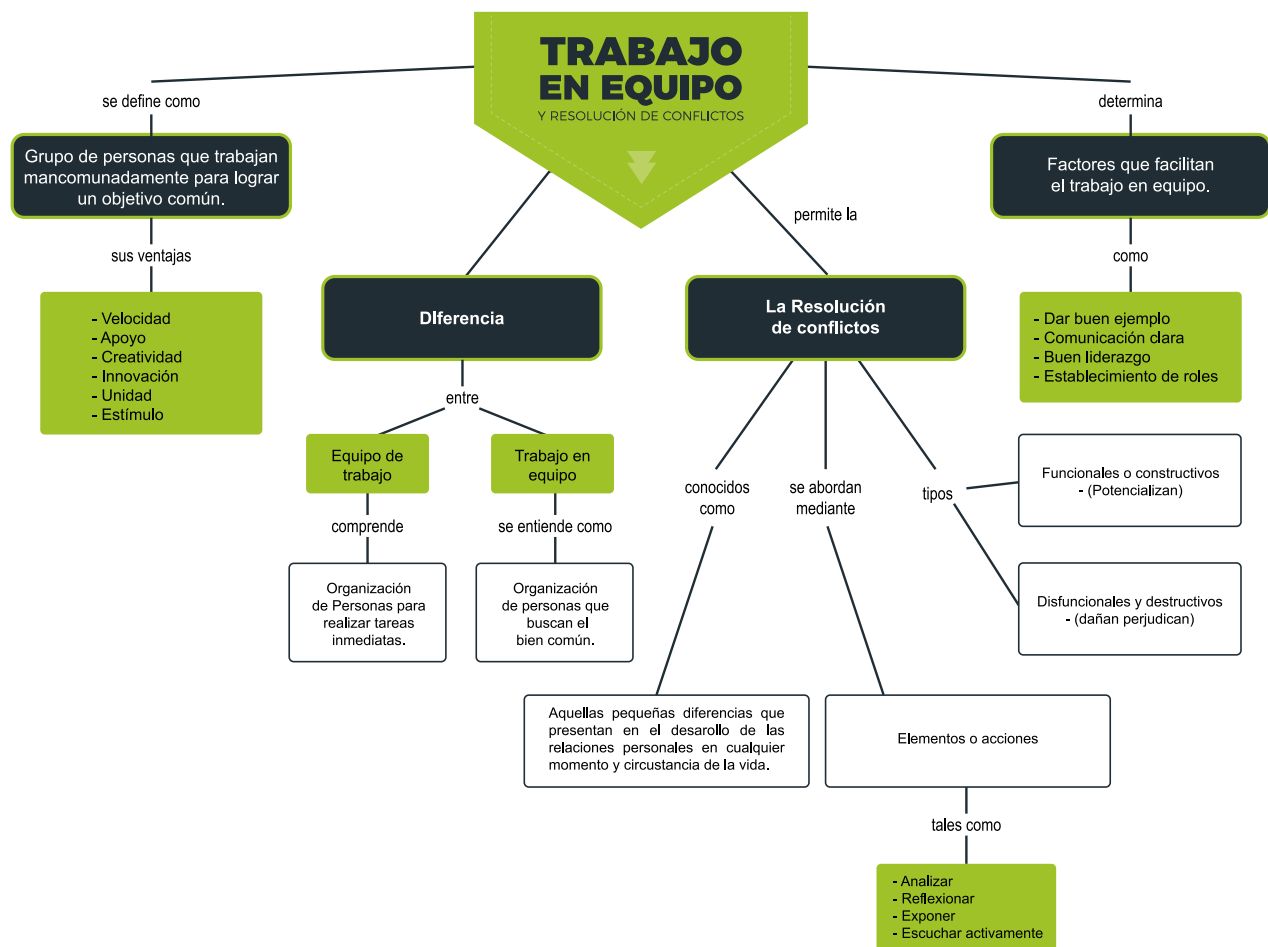 TRABAJO
EN EQUIPO
Y RESOLUCIÓN DE CONFLICTOS
se define como
Grupo de personas que trabajan
mancomunadamente para lograr
un objetivo común.
sus ventajas
- Velocidad
- Apoyo
- Creatividad
- Innovación
- Unidad
- Estímulo
DIferencia
entre
Equipo de
trabajo
comprende
Organización
de Personas para
realizar tareas
inmediatas.
Trabajo en
equipo
se entiende como
Organización
de personas que
buscan el
bien común.
permite la
La Resolución
de conflictos
conocidos
como
Aquellas pequeñas diferencias que
presentan en el desarollo de las
relaciones personales en cualquier
momento y circustancia de la vida.
se abordan
mediante
Elementos o acciones
tales como
- Analizar
- Reflexionar
- Exponer
- Escuchar activamente
tipos
Funcionales o constructivos
- (Potencializan)
Disfuncionales y destructivos
- (dañan perjudican)
determina
Factores que facilitan
el trabajo en equipo.
como
- Dar buen ejemplo
- Comunicación clara
- Buen liderazgo
- Establecimiento de roles